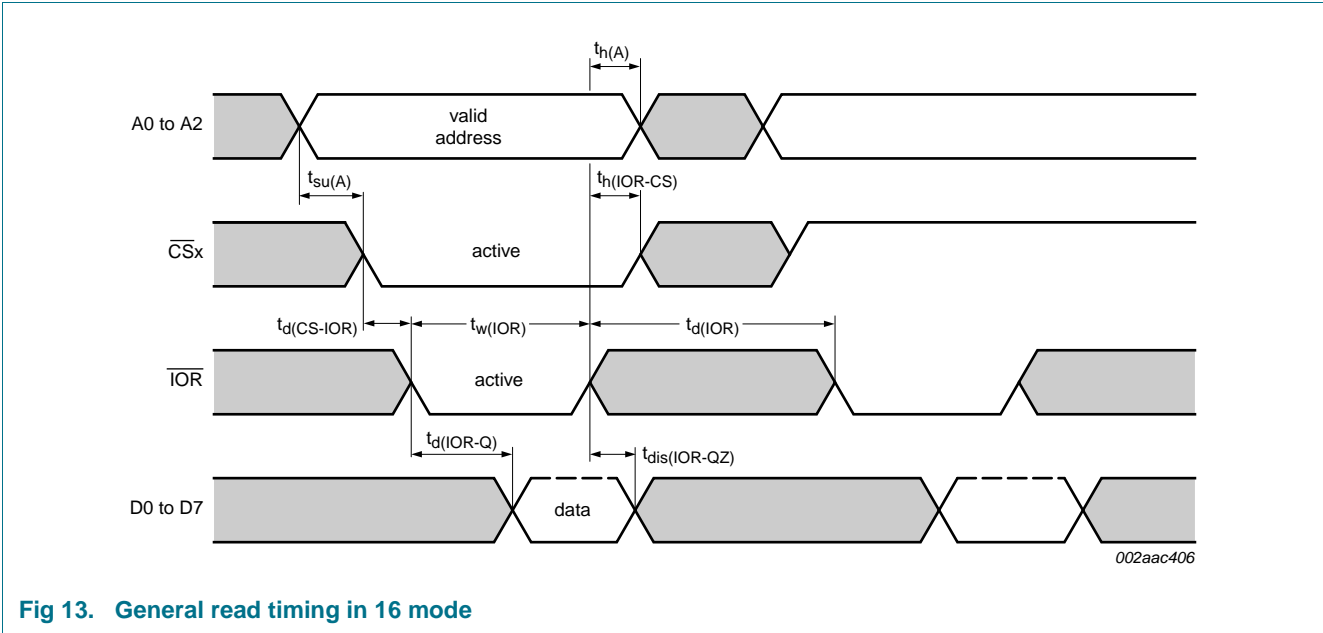 th(A)
A0 to A2
valid
address
tsu(A)
th(IOR-CS)
CSx
active
td(CS-IOR)
tw(IOR)
td(IOR)
IOR
active
td(IOR-Q)
tdis(IOR-QZ)
D0 to D7
data
002aac406
Fig 13. General read timing in 16 mode